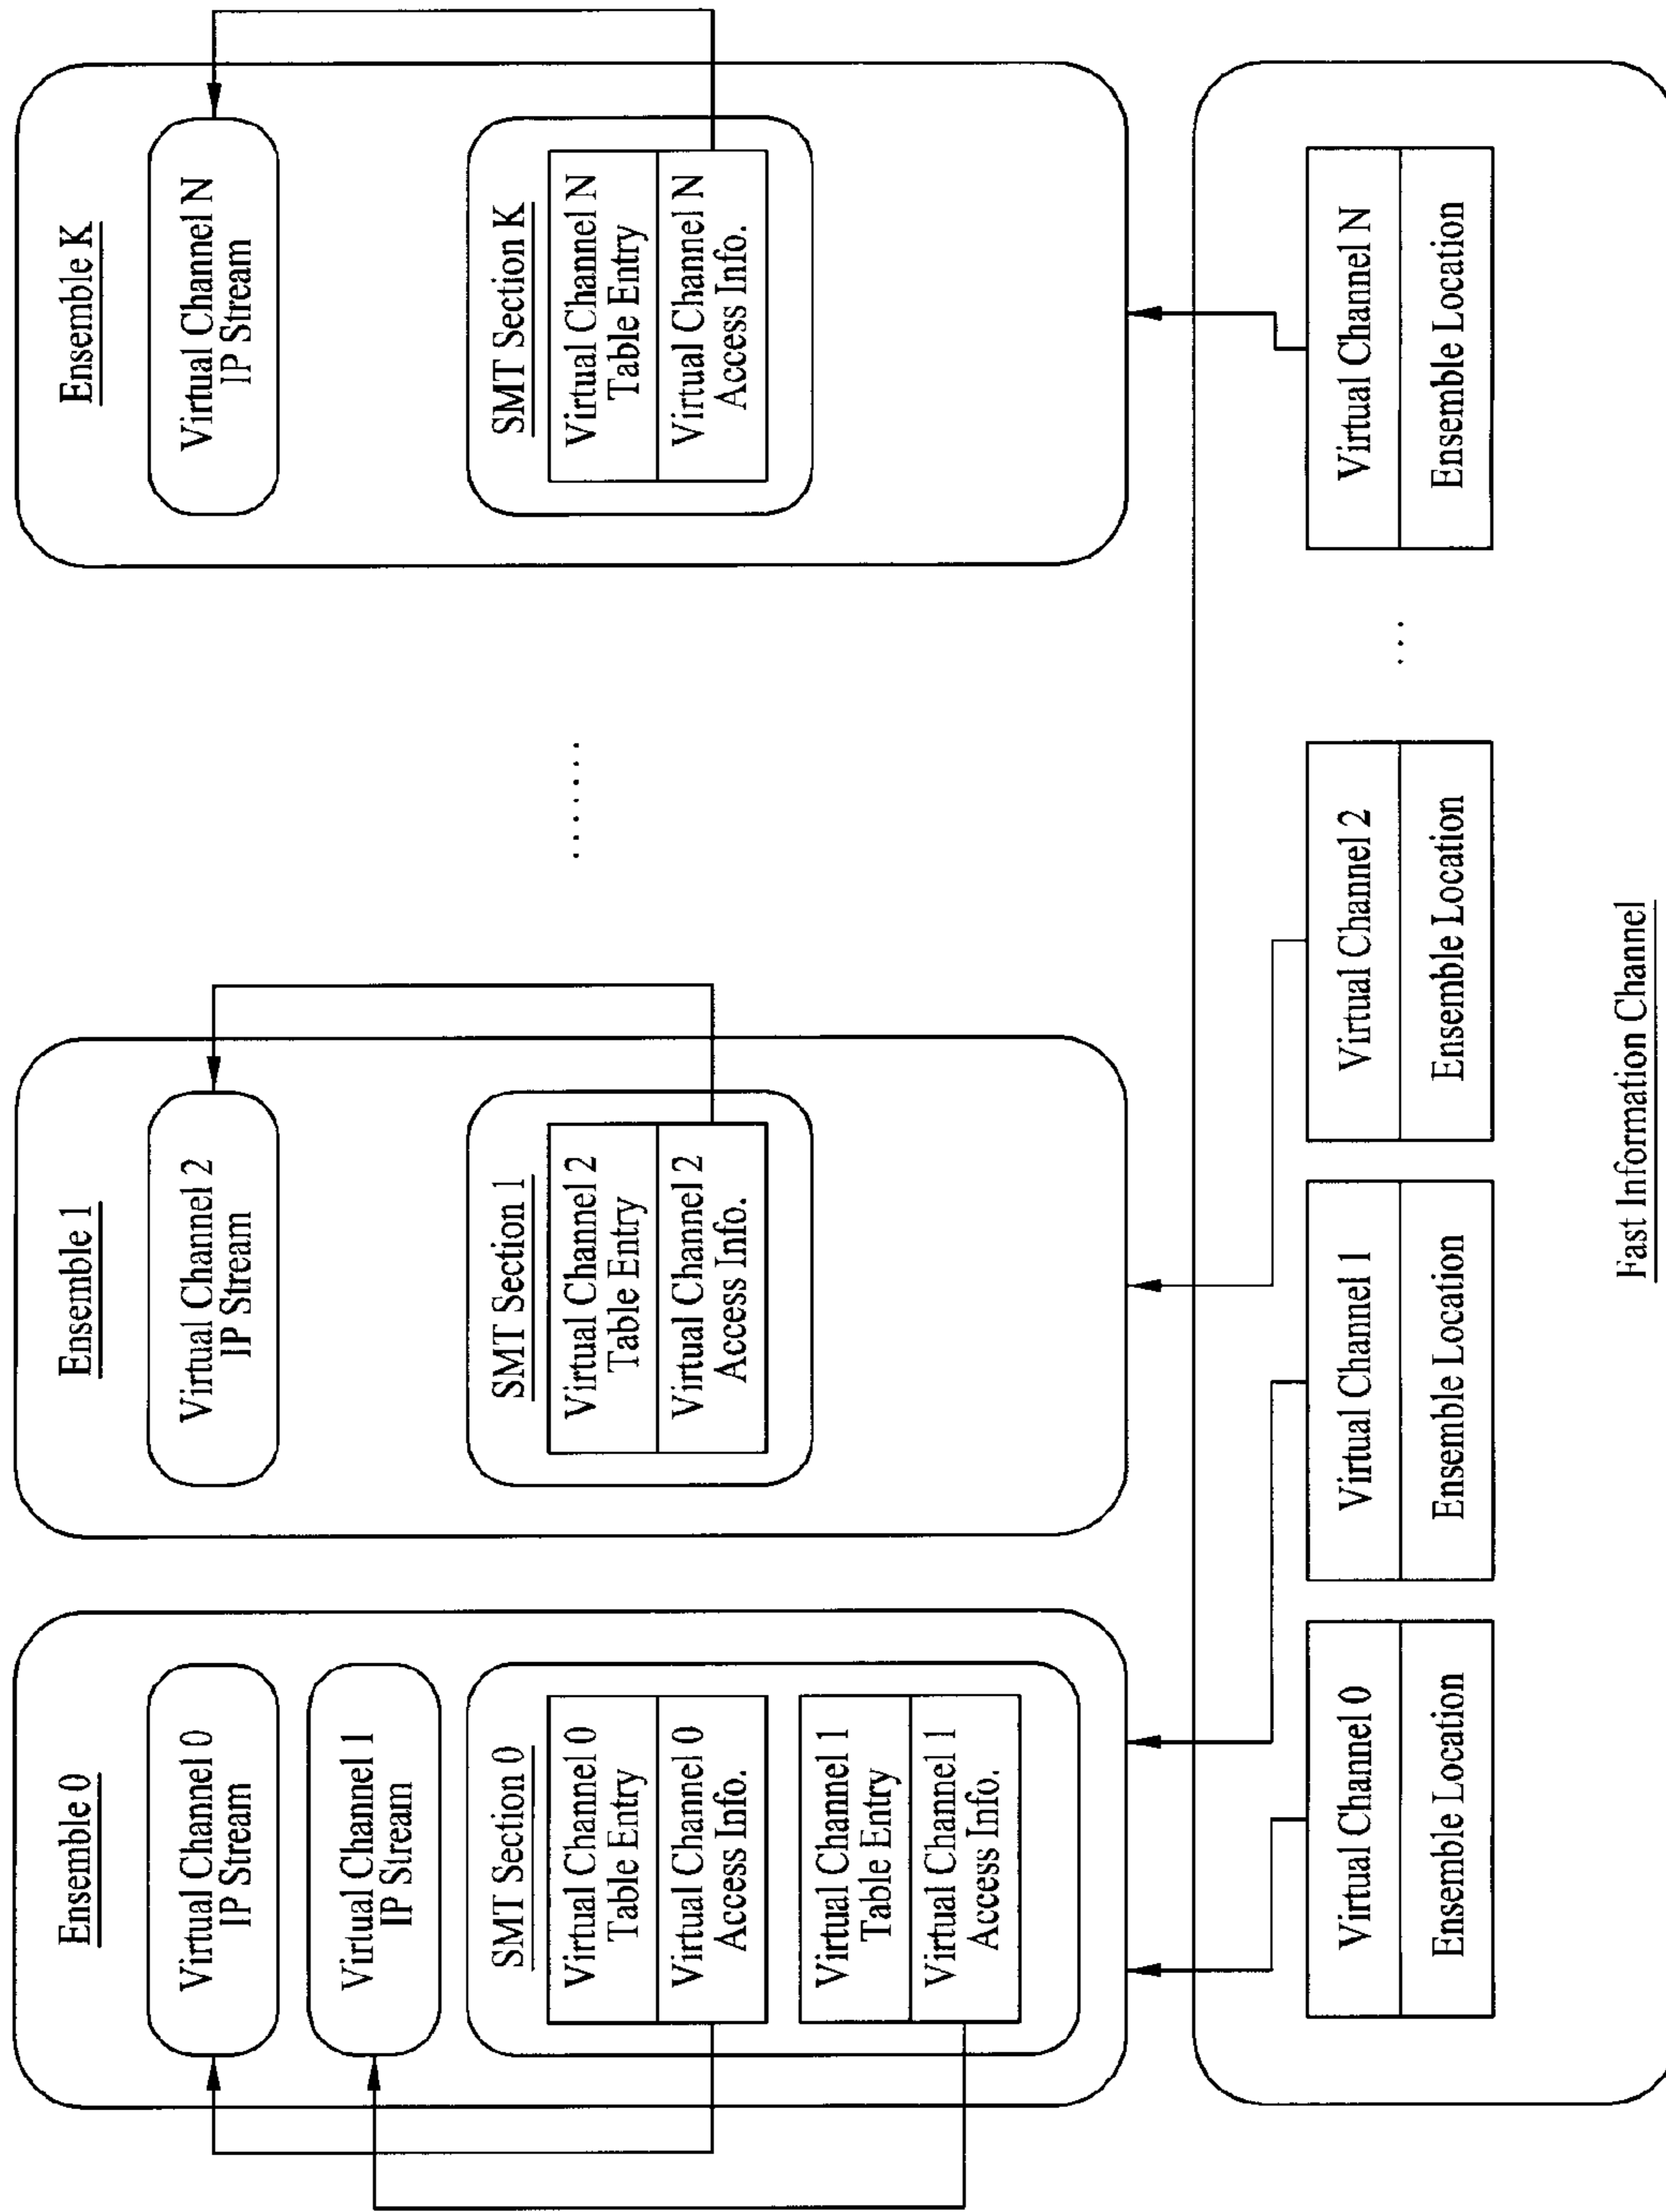 Ensemble 0
Virtual Channel 0
IP Stream
Virtual Channel 1
IP Stream
SMT Section 0
Virtual Channel 0
Table Entry
Virtual Channel 0
Access Info.
Virtual Channel 1
Table Entry
Virtual Channel 1
Access Info.
Ensemble 1
Virtual Channel 2
IP Stream
SMT Section 1
Virtual Channel 2
Table Entry
Virtual Channel 2
Access Info.
.......
Ensemble K
Virtual Channel N
IP Stream
SMT Section K
Virtual Channel N
Table Entry
Virtual Channel N
Access Info.
Virtual Channel 0
Ensemble Location
Virtual Channel 1
Ensemble Location
Virtual Channel 2
Ensemble Location
...
Virtual Channel N
Ensemble Location
Fast Information Channel